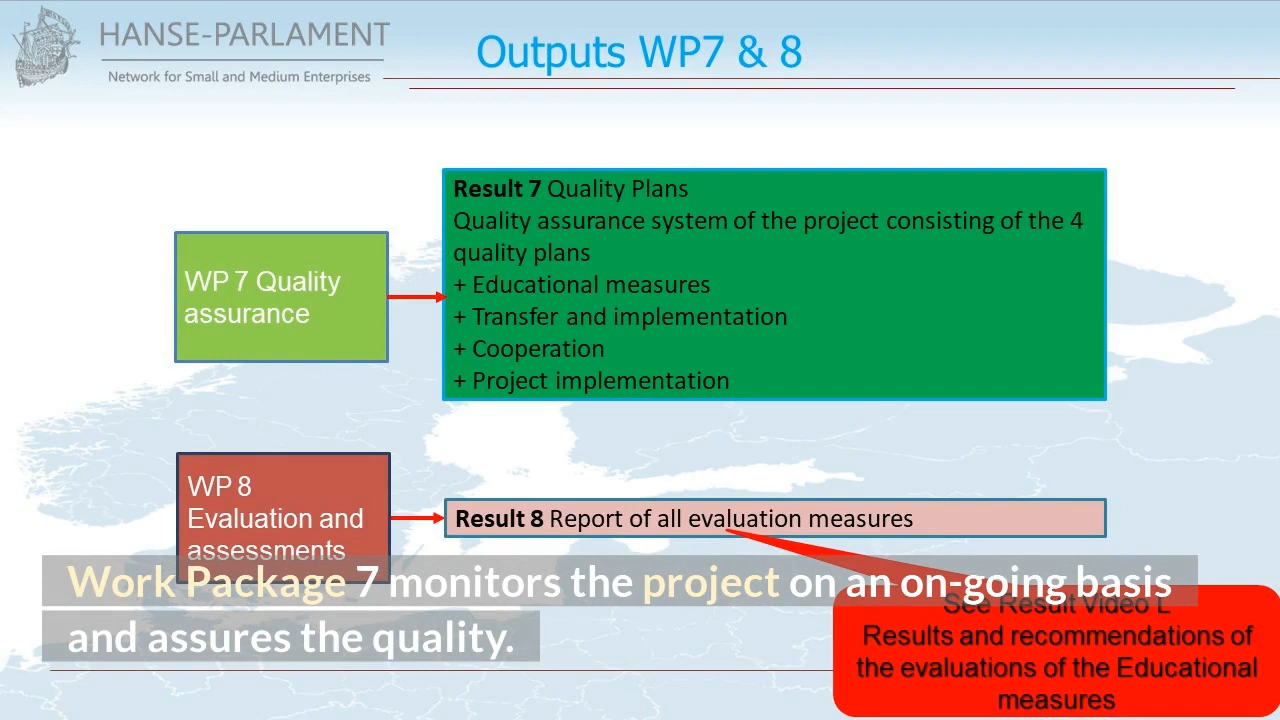 HANSE-PARLAMENT
Network for Small and Medium Enterprises
Outputs WP7 & 8
WP 7 Quality
assurance
Result 7 Quality Plans
Quality assurance system of the project consisting of the 4
quality plans
+ Educational measures
+ Transfer and implementation
+ Cooperation
+ Project implementation
WP 8
Evaluation and
assessments
Result 8 Report of all evaluation measures
Work Package 7 monitors the project on an on-going basis
and assures the quality.
See Result Video L
Results and recommendations of
the evaluations of the Educational
measures